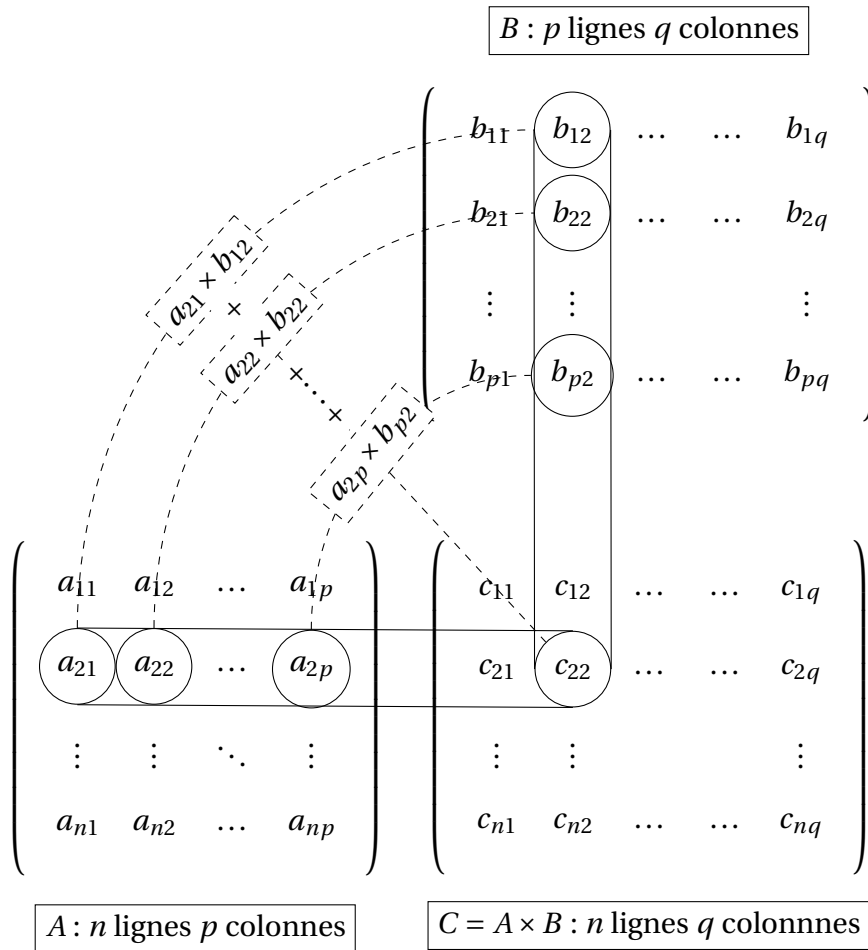 B : p lignes q colonnes
b₁₁ b₁₂ … … b₁q
b₂₁ b₂₂ … … b₂q
⋮ ⋮ ⋮
bₚ₁ bₚ₂ … … bₚq
a₂₁ × b₁₂
+
a₂₂ × b₂₂
+ ⋱ +
a₂ₚ × bₚ₂
a₁₁ a₁₂ … a₁ₚ
a₂₁ a₂₂ … a₂ₚ
⋮ ⋮ ⋱ ⋮
aₙ₁ aₙ₂ … aₙₚ
c₁₁ c₁₂ … … c₁q
c₂₁ c₂₂ … … c₂q
⋮ ⋮ ⋮
cₙ₁ cₙ₂ … … cₙq
A : n lignes p colonnes
C = A × B : n lignes q colonnnes